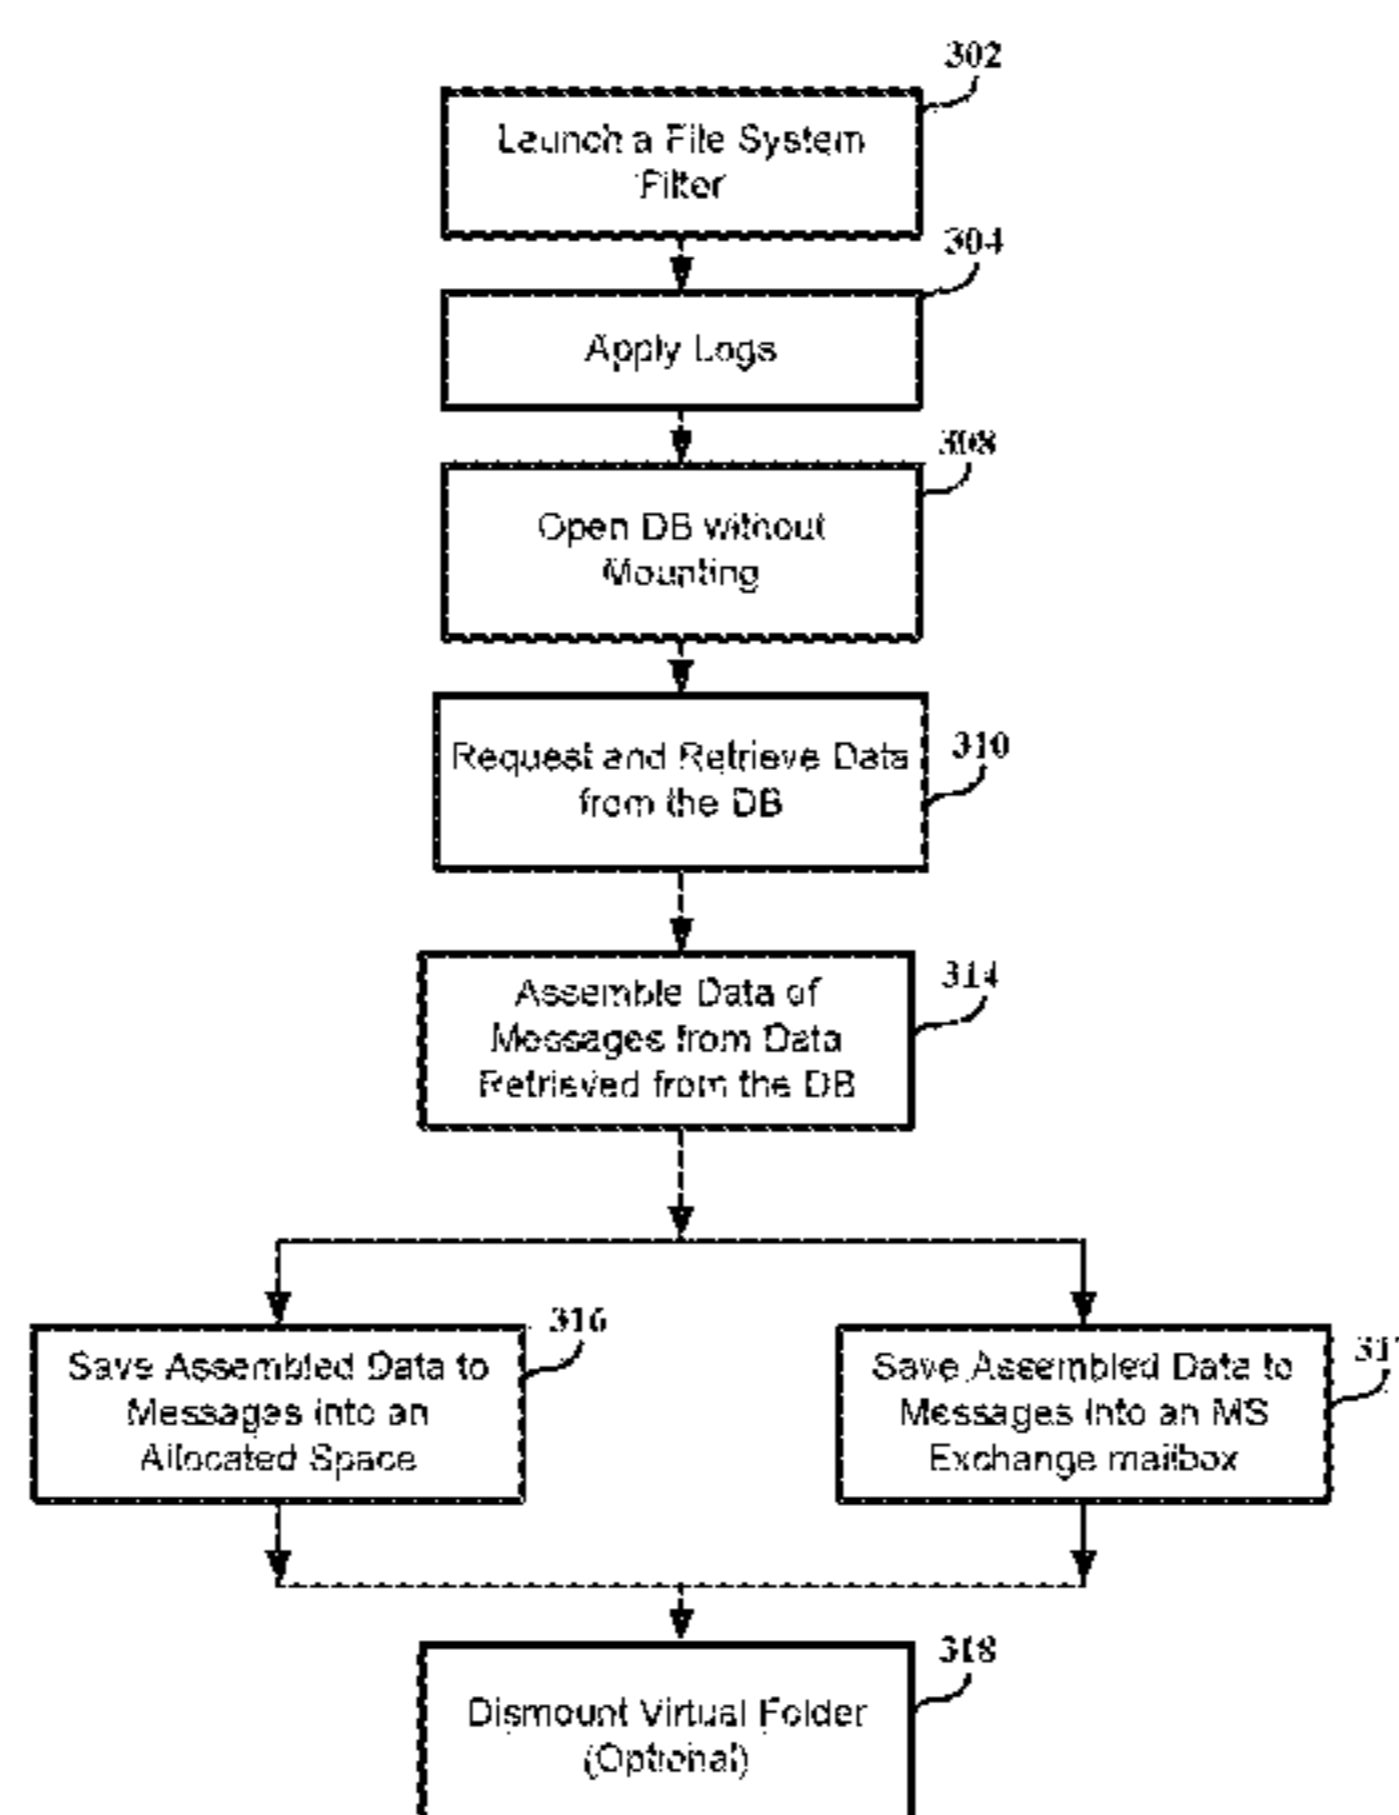 302
Launch a File System
Filter
304
Apply Logs
308
Open DB without
Mounting
310
Request and Retrieve Data
from the DB
314
Assemble Data of
Messages from Data
Retrieved from the DB
316
Save Assembled Data to
Messages into an
Allocated Space
31
Save Assembled Data to
Messages into an MS
Exchange mailbox
318
Dismount Virtual Folder
(Optional)